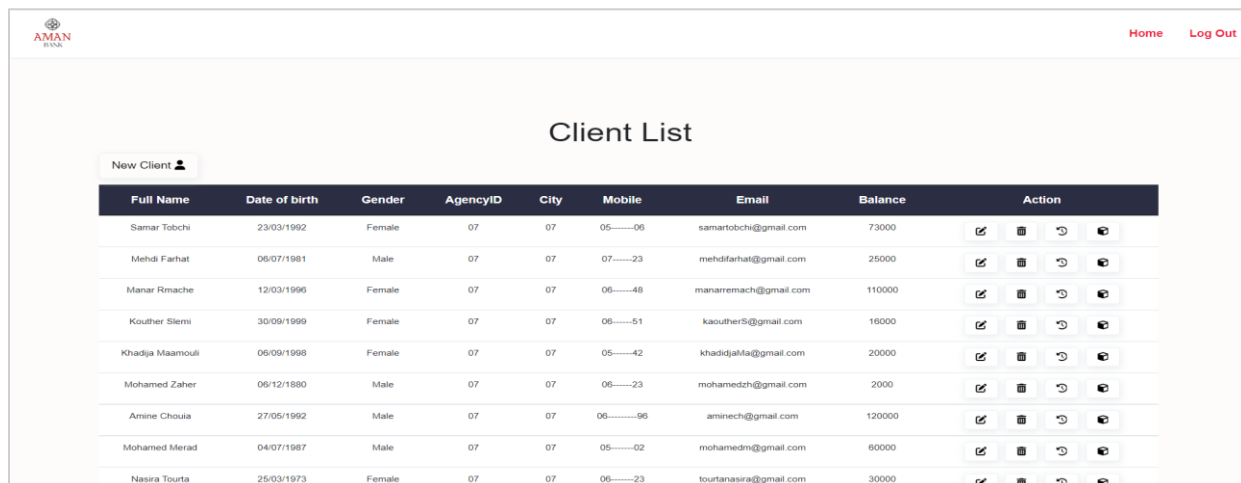 AMAN
BANK
Home Log Out
Client List
New Client
Full Name Date of birth Gender AgencyID City Mobile Email Balance Action
Samar Tobchi 23/03/1992 Female 07 07 05-------06 samartobchi@gmail.com 73000
Mehdi Farhat 06/07/1981 Male 07 07 07------23 mehdifarhat@gmail.com 25000
Manar Rmache 12/03/1996 Female 07 07 06------48 manarremach@gmail.com 110000
Kouther Slemi 30/09/1999 Female 07 07 06------51 kaoutherS@gmail.com 16000
Khadija Maamouli 06/09/1998 Female 07 07 05------42 khadidjaMa@gmail.com 20000
Mohamed Zaher 06/12/1880 Male 07 07 06------23 mohamedzh@gmail.com 2000
Amine Chouia 27/05/1992 Male 07 07 06---------96 aminech@gmail.com 120000
Mohamed Merad 04/07/1987 Male 07 07 05-------02 mohamedm@gmail.com 60000
Nasira Tourta 25/03/1973 Female 07 07 06-------23 tourtanasira@gmail.com 30000